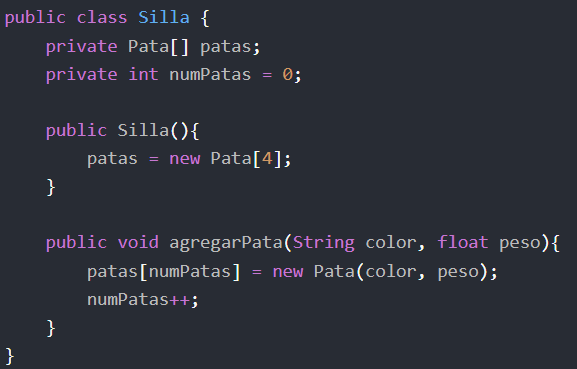 public class Silla {
    private Pata[] patas;
    private int numPatas = 0;

    public Silla(){
        patas = new Pata[4];
    }

    public void agregarPata(String color, float peso){
        patas[numPatas] = new Pata(color, peso);
        numPatas++;
    }
}